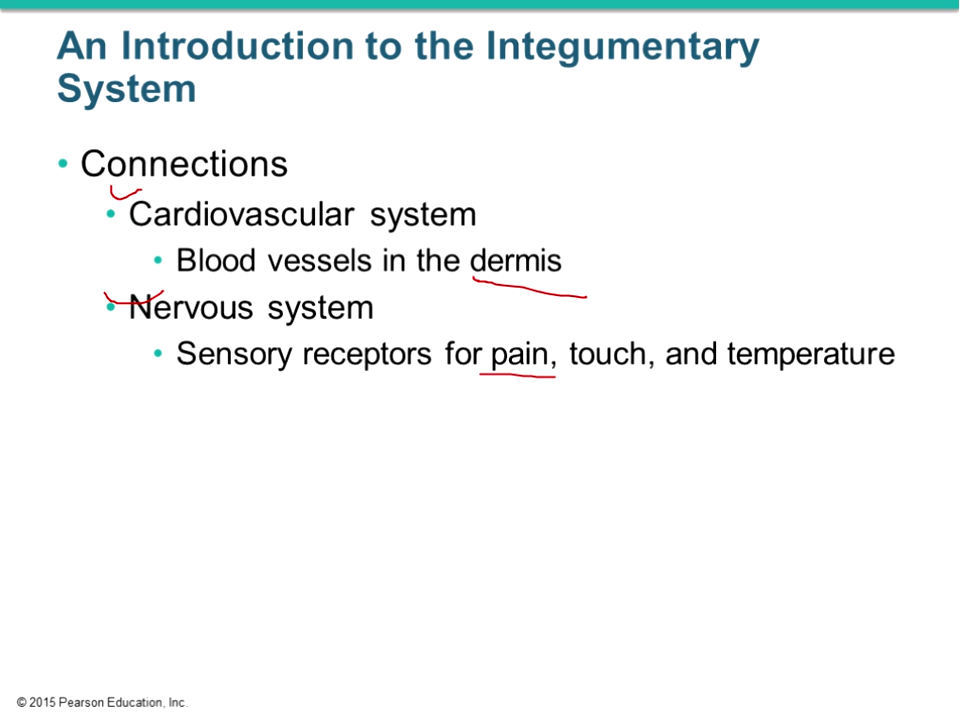 An Introduction to the Integumentary
System
• Connections
• Cardiovascular system
• Blood vessels in the dermis
• Nervous system
• Sensory receptors for pain, touch, and temperature
© 2015 Pearson Education, Inc.